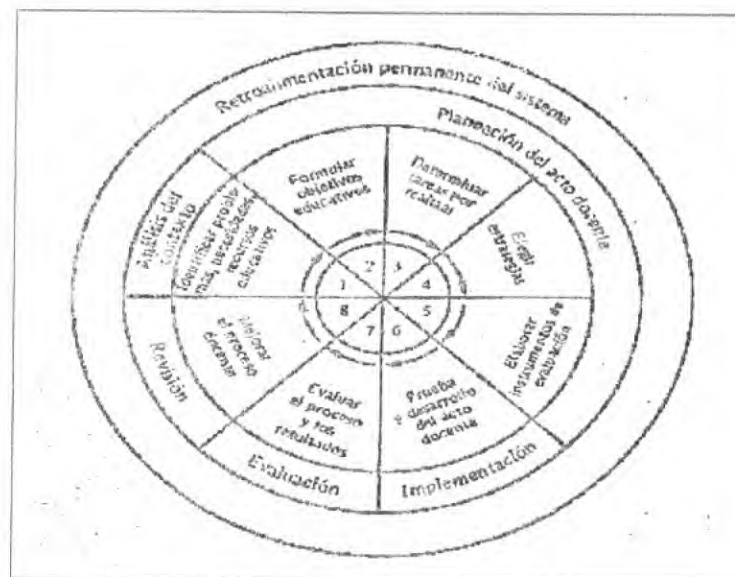 Retroalimentación permanente del sistema
Planeación del acto docente
Análisis del
contexto
Identificar proble-
mas, necesidades,
recursos
educativos
Formular
objetivos
educativos
Determinar
tareas por
realizar
Elegir
estrategias
Elaborar
instrumentos de
evaluación
Prueba
y desarrollo
del acto
docente
Evaluar
el proceso
y los
resultados
Mejorar
el proceso
docente
1
2
3
4
5
6
7
8
Revisión
Evaluación
Implementación